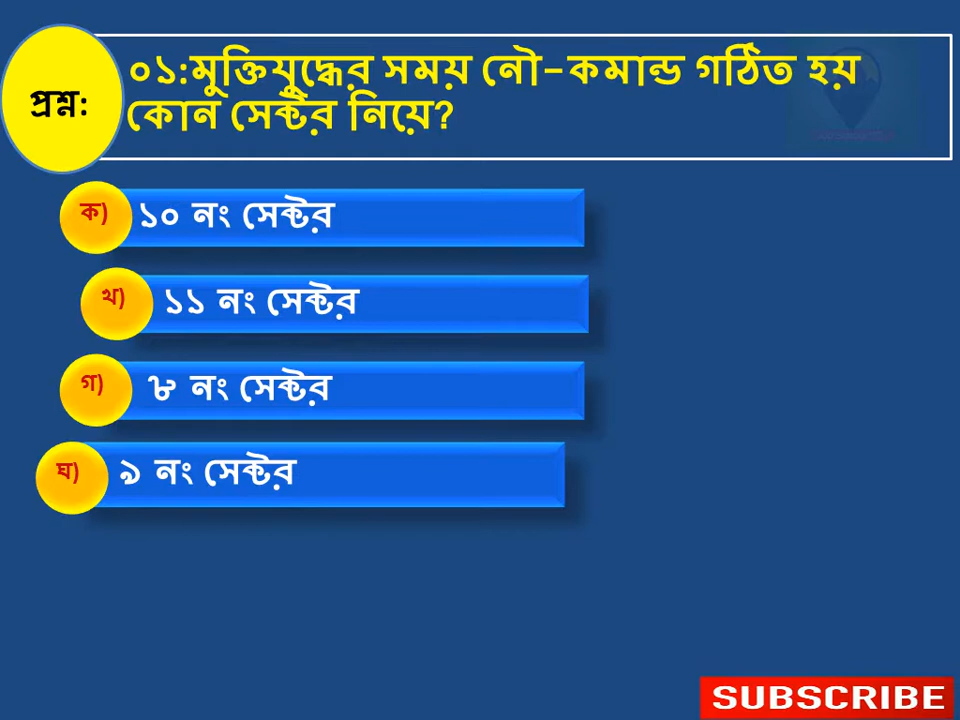 প্রশ্ন:
০১:মুক্তিযুদ্ধের সময় নৌ-কমান্ড গঠিত হয়
কোন সেক্টর নিয়ে?
ক) ১০ নং সেক্টর
খ) ১১ নং সেক্টর
গ) ৮ নং সেক্টর
ঘ) ৯ নং সেক্টর
SUBSCRIBE